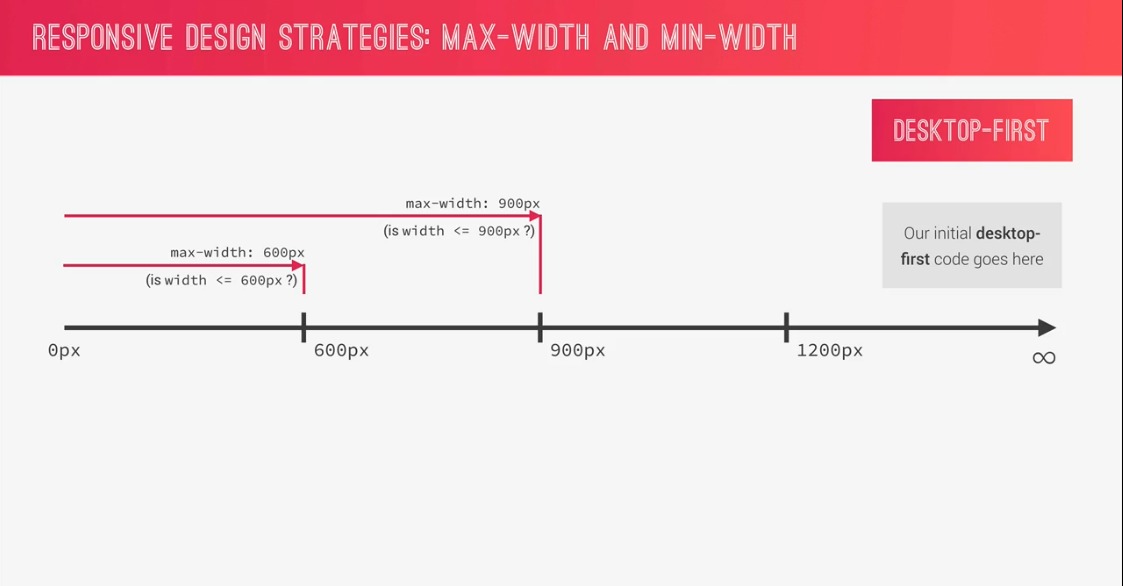 RESPONSIVE DESIGN STRATEGIES: MAX-WIDTH AND MIN-WIDTH
DESKTOP-FIRST
max-width: 900px
(is width <= 900px?)
max-width: 600px
(is width <= 600px?)
Our initial desktop-
first code goes here
0px
600px
900px
1200px
∞